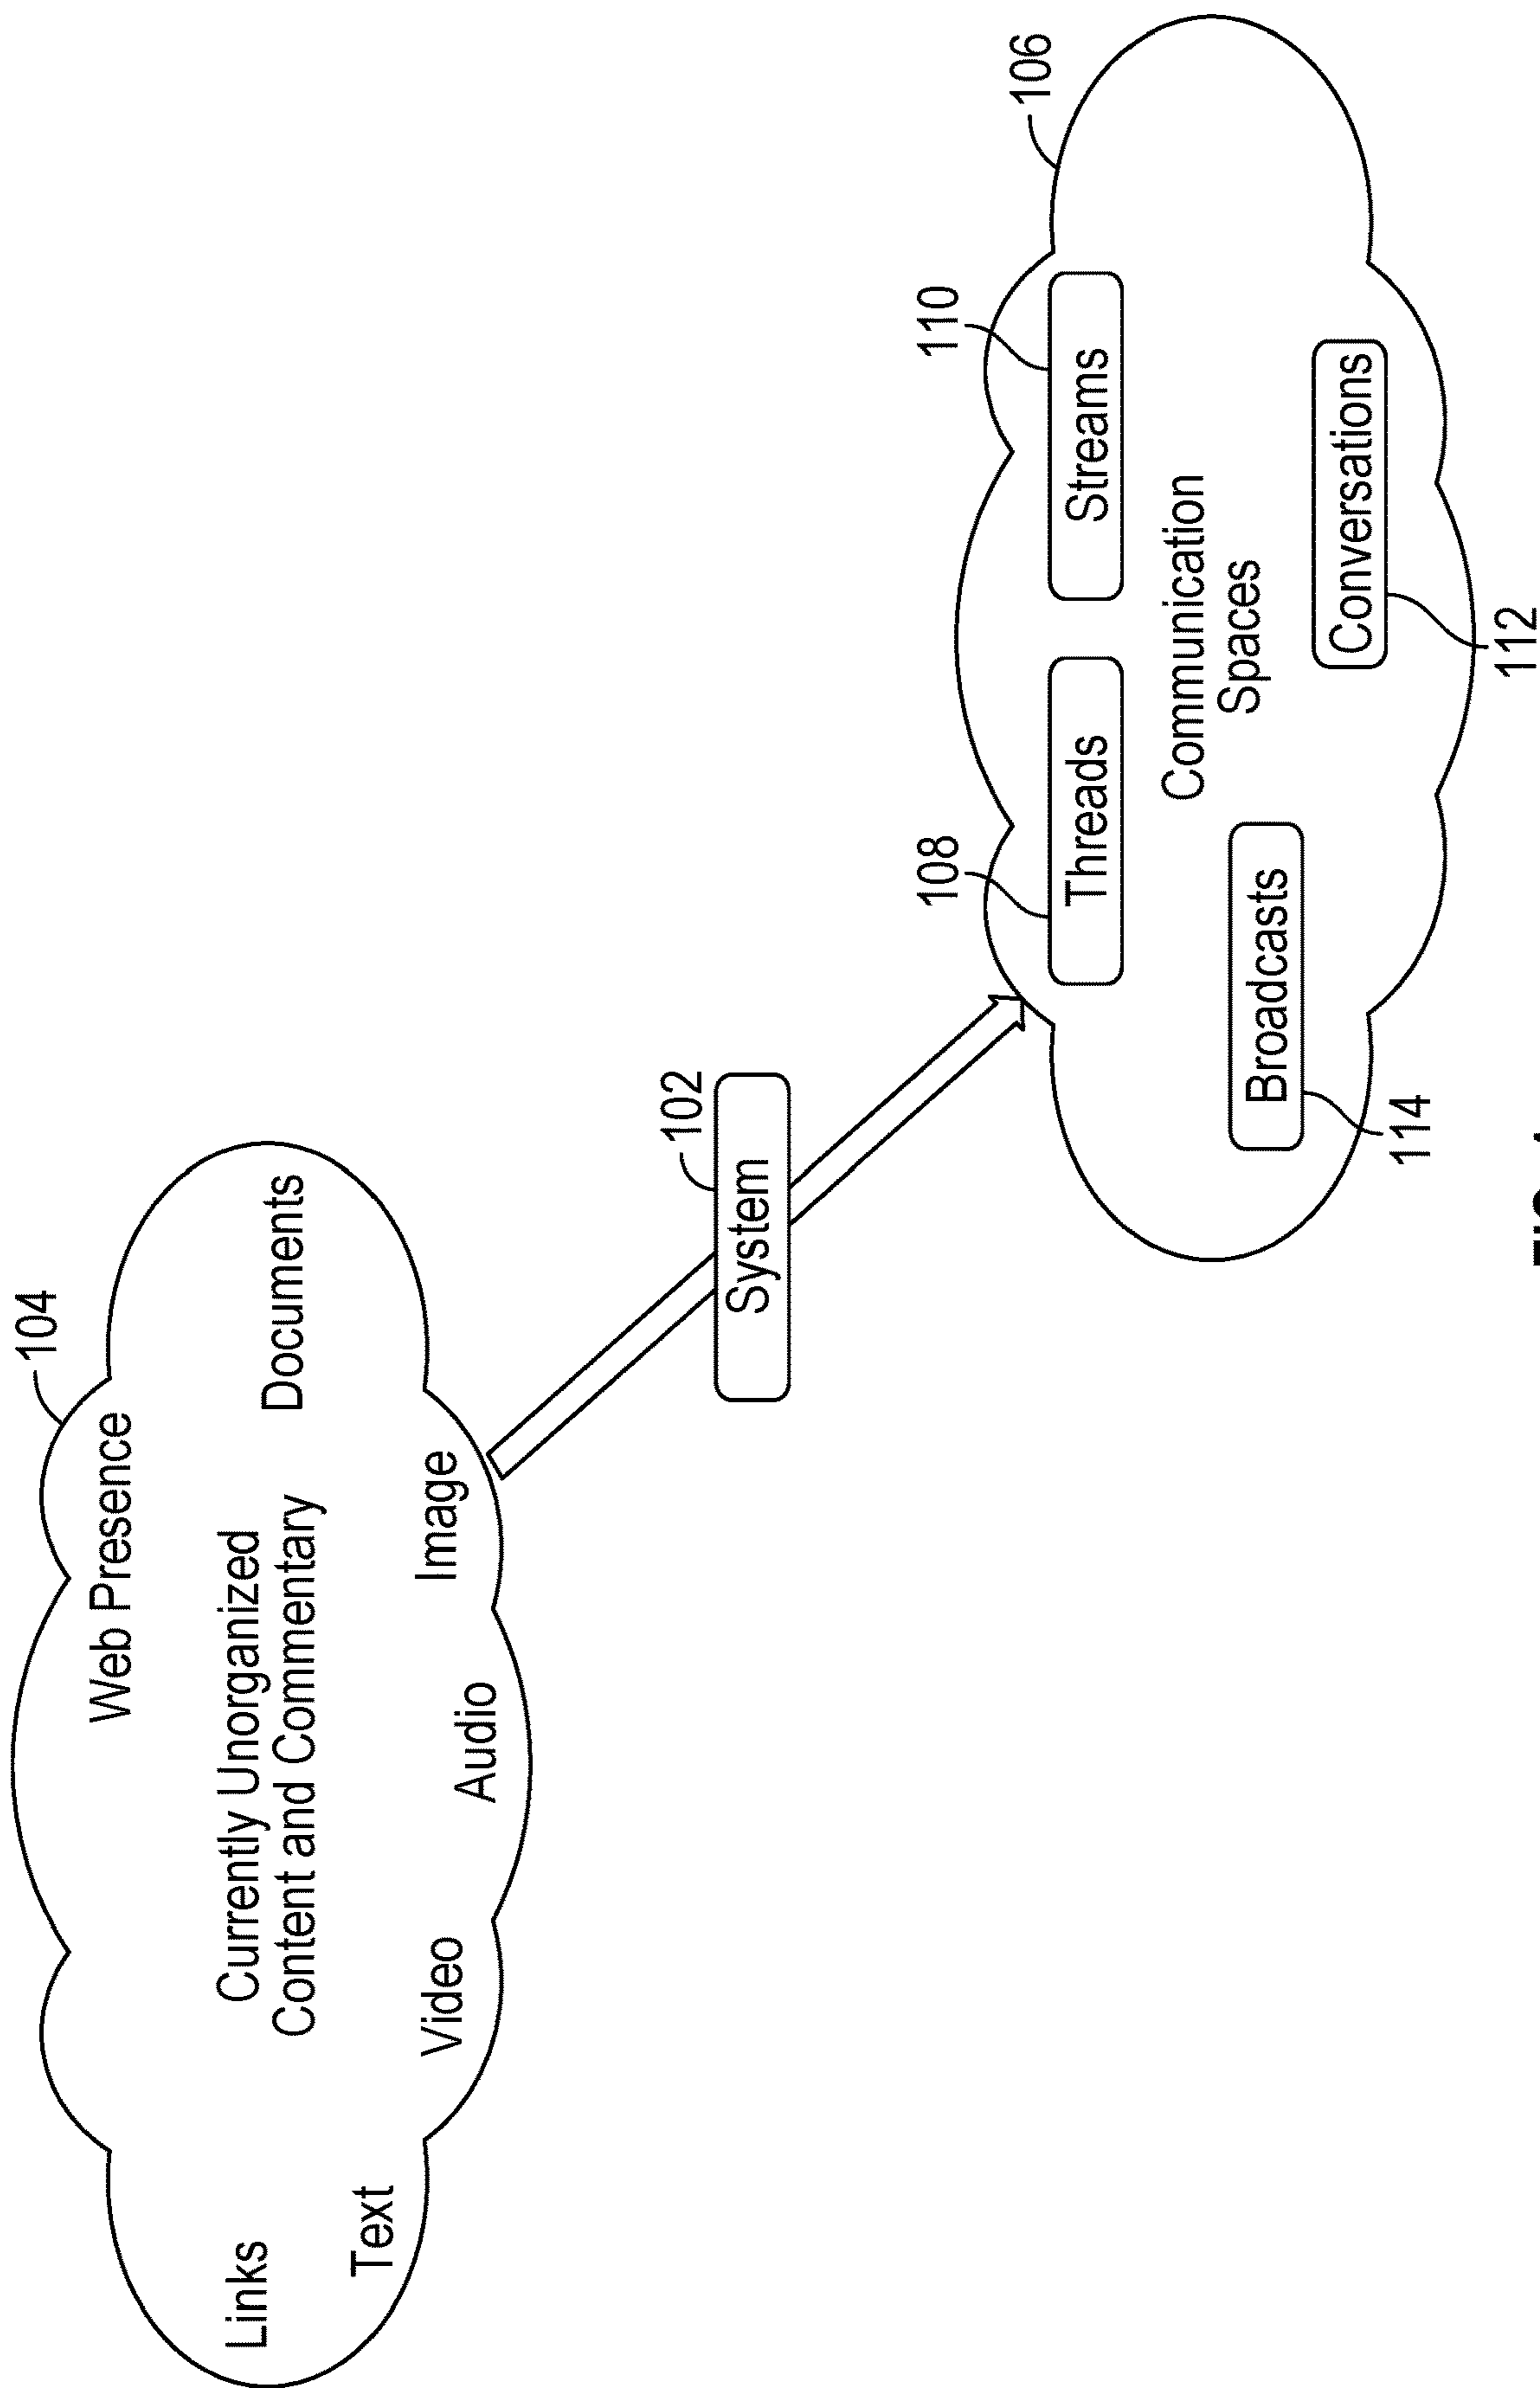 104
Web Presence
Links
Currently Unorganized
Content and Commentary
Documents
Text
Video
Audio
Image
102
System
108
110
106
Threads
Streams
Communication
Spaces
Broadcasts
Conversations
114
112